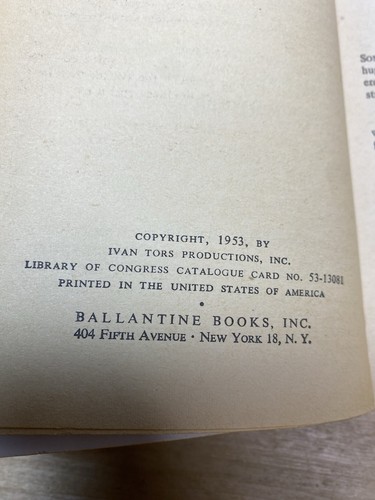 COPYRIGHT, 1953, BY
IVAN TORS PRODUCTIONS, INC.
LIBRARY OF CONGRESS CATALOGUE CARD NO. 53-13081
PRINTED IN THE UNITED STATES OF AMERICA
•
BALLANTINE BOOKS, INC.
404 FIFTH AVENUE • NEW YORK 18, N. Y.